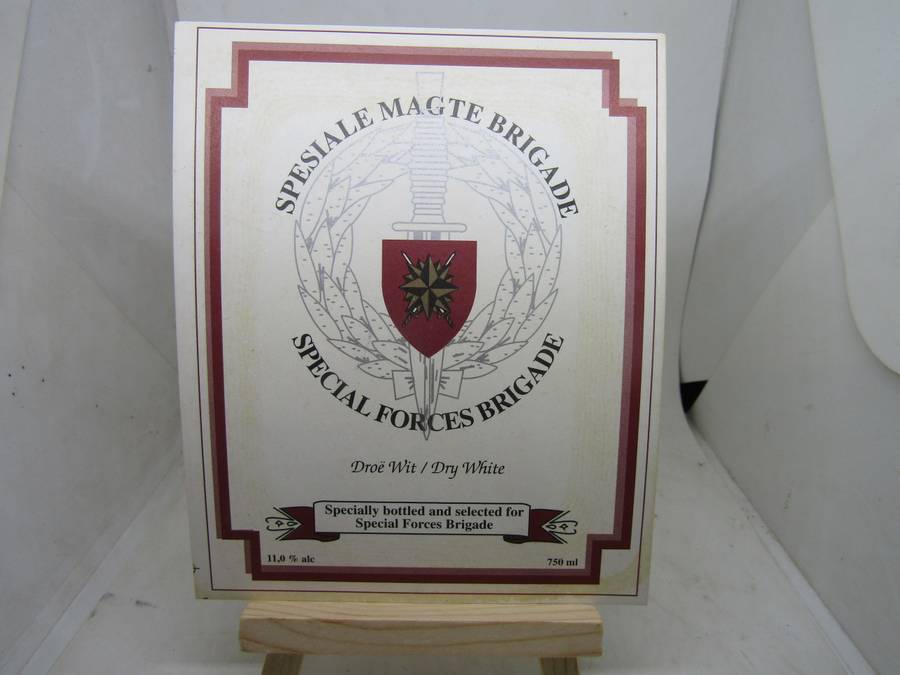 SPESIALE MAGTE BRIGADE
SPECIAL FORCES BRIGADE
Droë Wit / Dry White
Specially bottled and selected for
Special Forces Brigade
11,0 % alc
750 ml